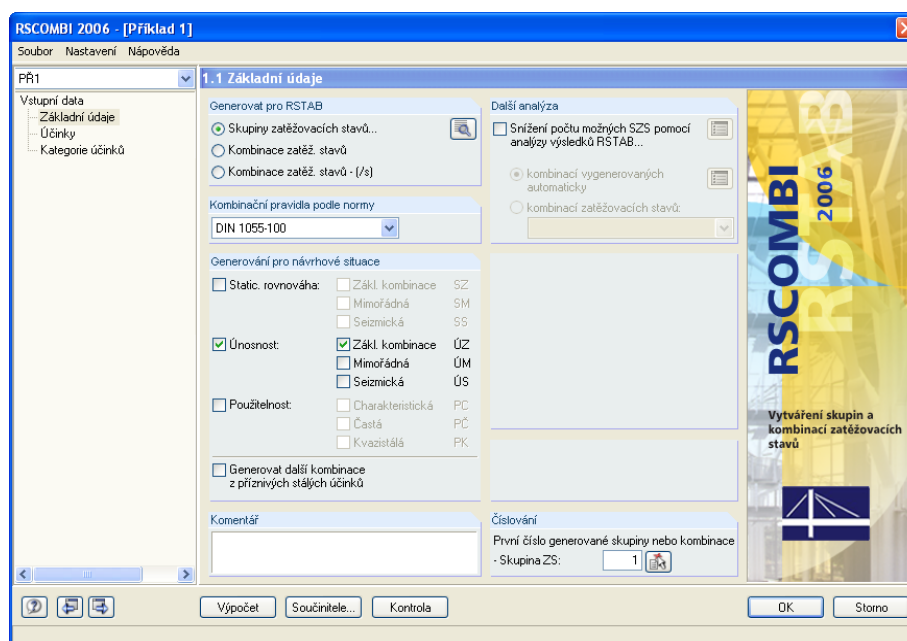 RSCOMBI 2006 - [Příklad 1]
Soubor Nastavení Nápověda
PŘ1
1.1 Základní údaje
Vstupní data
Základní údaje
Účinky
Kategorie účinků
Generovat pro RSTAB
Skupiny zatěžovacích stavů...
Kombinace zatěž. stavů
Kombinace zatěž. stavů - (/s)
Kombinační pravidla podle normy
DIN 1055-100
Generování pro návrhové situace
Static. rovnováha:
Zákl. kombinace SZ
Mimořádná SM
Seizmická SS
Únosnost:
Zákl. kombinace ÚZ
Mimořádná ÚM
Seizmická ÚS
Použitelnost:
Charakteristická PC
Častá PČ
Kvazistálá PK
Generovat další kombinace
z příznivých stálých účinků
Komentář
Další analýza
Snížení počtu možných SZS pomocí
analýzy výsledků RSTAB...
kombinací vygenerovaných
automaticky
kombinací zatěžovacích stavů:
Číslování
První číslo generované skupiny nebo kombinace
- Skupina ZS: 1
RSTAB
RSCOMBI
2006
Vytváření skupin a
kombinací zatěžovacích
stavů
Výpočet Součinitele... Kontrola OK Storno